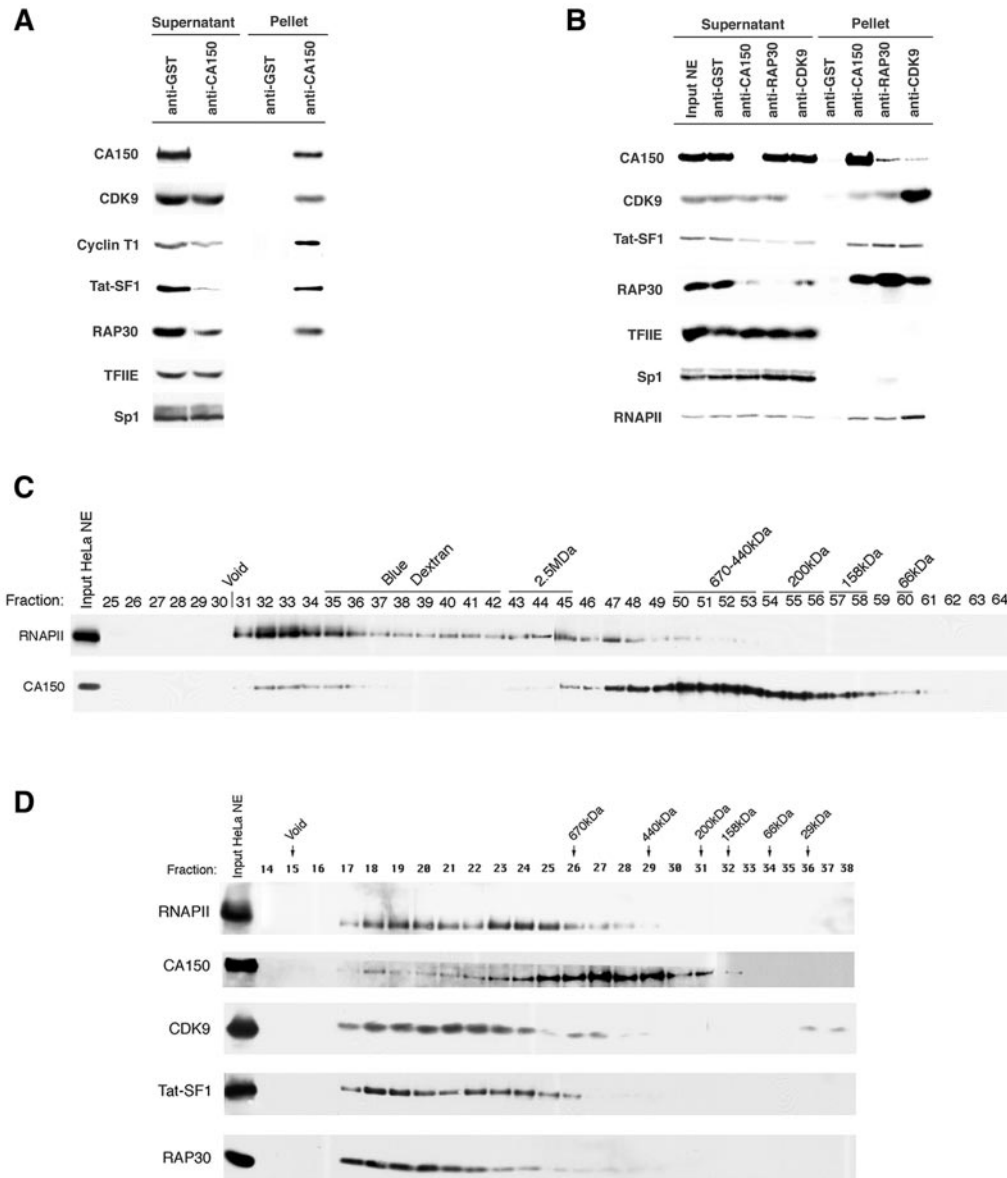 A
Supernatant Pellet
anti-GST anti-CA150 anti-GST anti-CA150
CA150
CDK9
Cyclin T1
Tat-SF1
RAP30
TFIIE
Sp1
B
Supernatant Pellet
Input NE anti-GST anti-CA150 anti-RAP30 anti-CDK9 anti-GST anti-CA150 anti-RAP30 anti-CDK9
CA150
CDK9
Tat-SF1
RAP30
TFIIE
Sp1
RNAPII
C
Input HeLa NE Void Blue Dextran 2.5MDa 670-440kDa 200kDa 158kDa 66kDa
Fraction: 25 26 27 28 29 30 31 32 33 34 35 36 37 38 39 40 41 42 43 44 45 46 47 48 49 50 51 52 53 54 55 56 57 58 59 60 61 62 63 64
RNAPII
CA150
D
Input HeLa NE Void 670kDa 440kDa 200kDa 158kDa 66kDa 29kDa
Fraction: 14 15 16 17 18 19 20 21 22 23 24 25 26 27 28 29 30 31 32 33 34 35 36 37 38
RNAPII
CA150
CDK9
Tat-SF1
RAP30